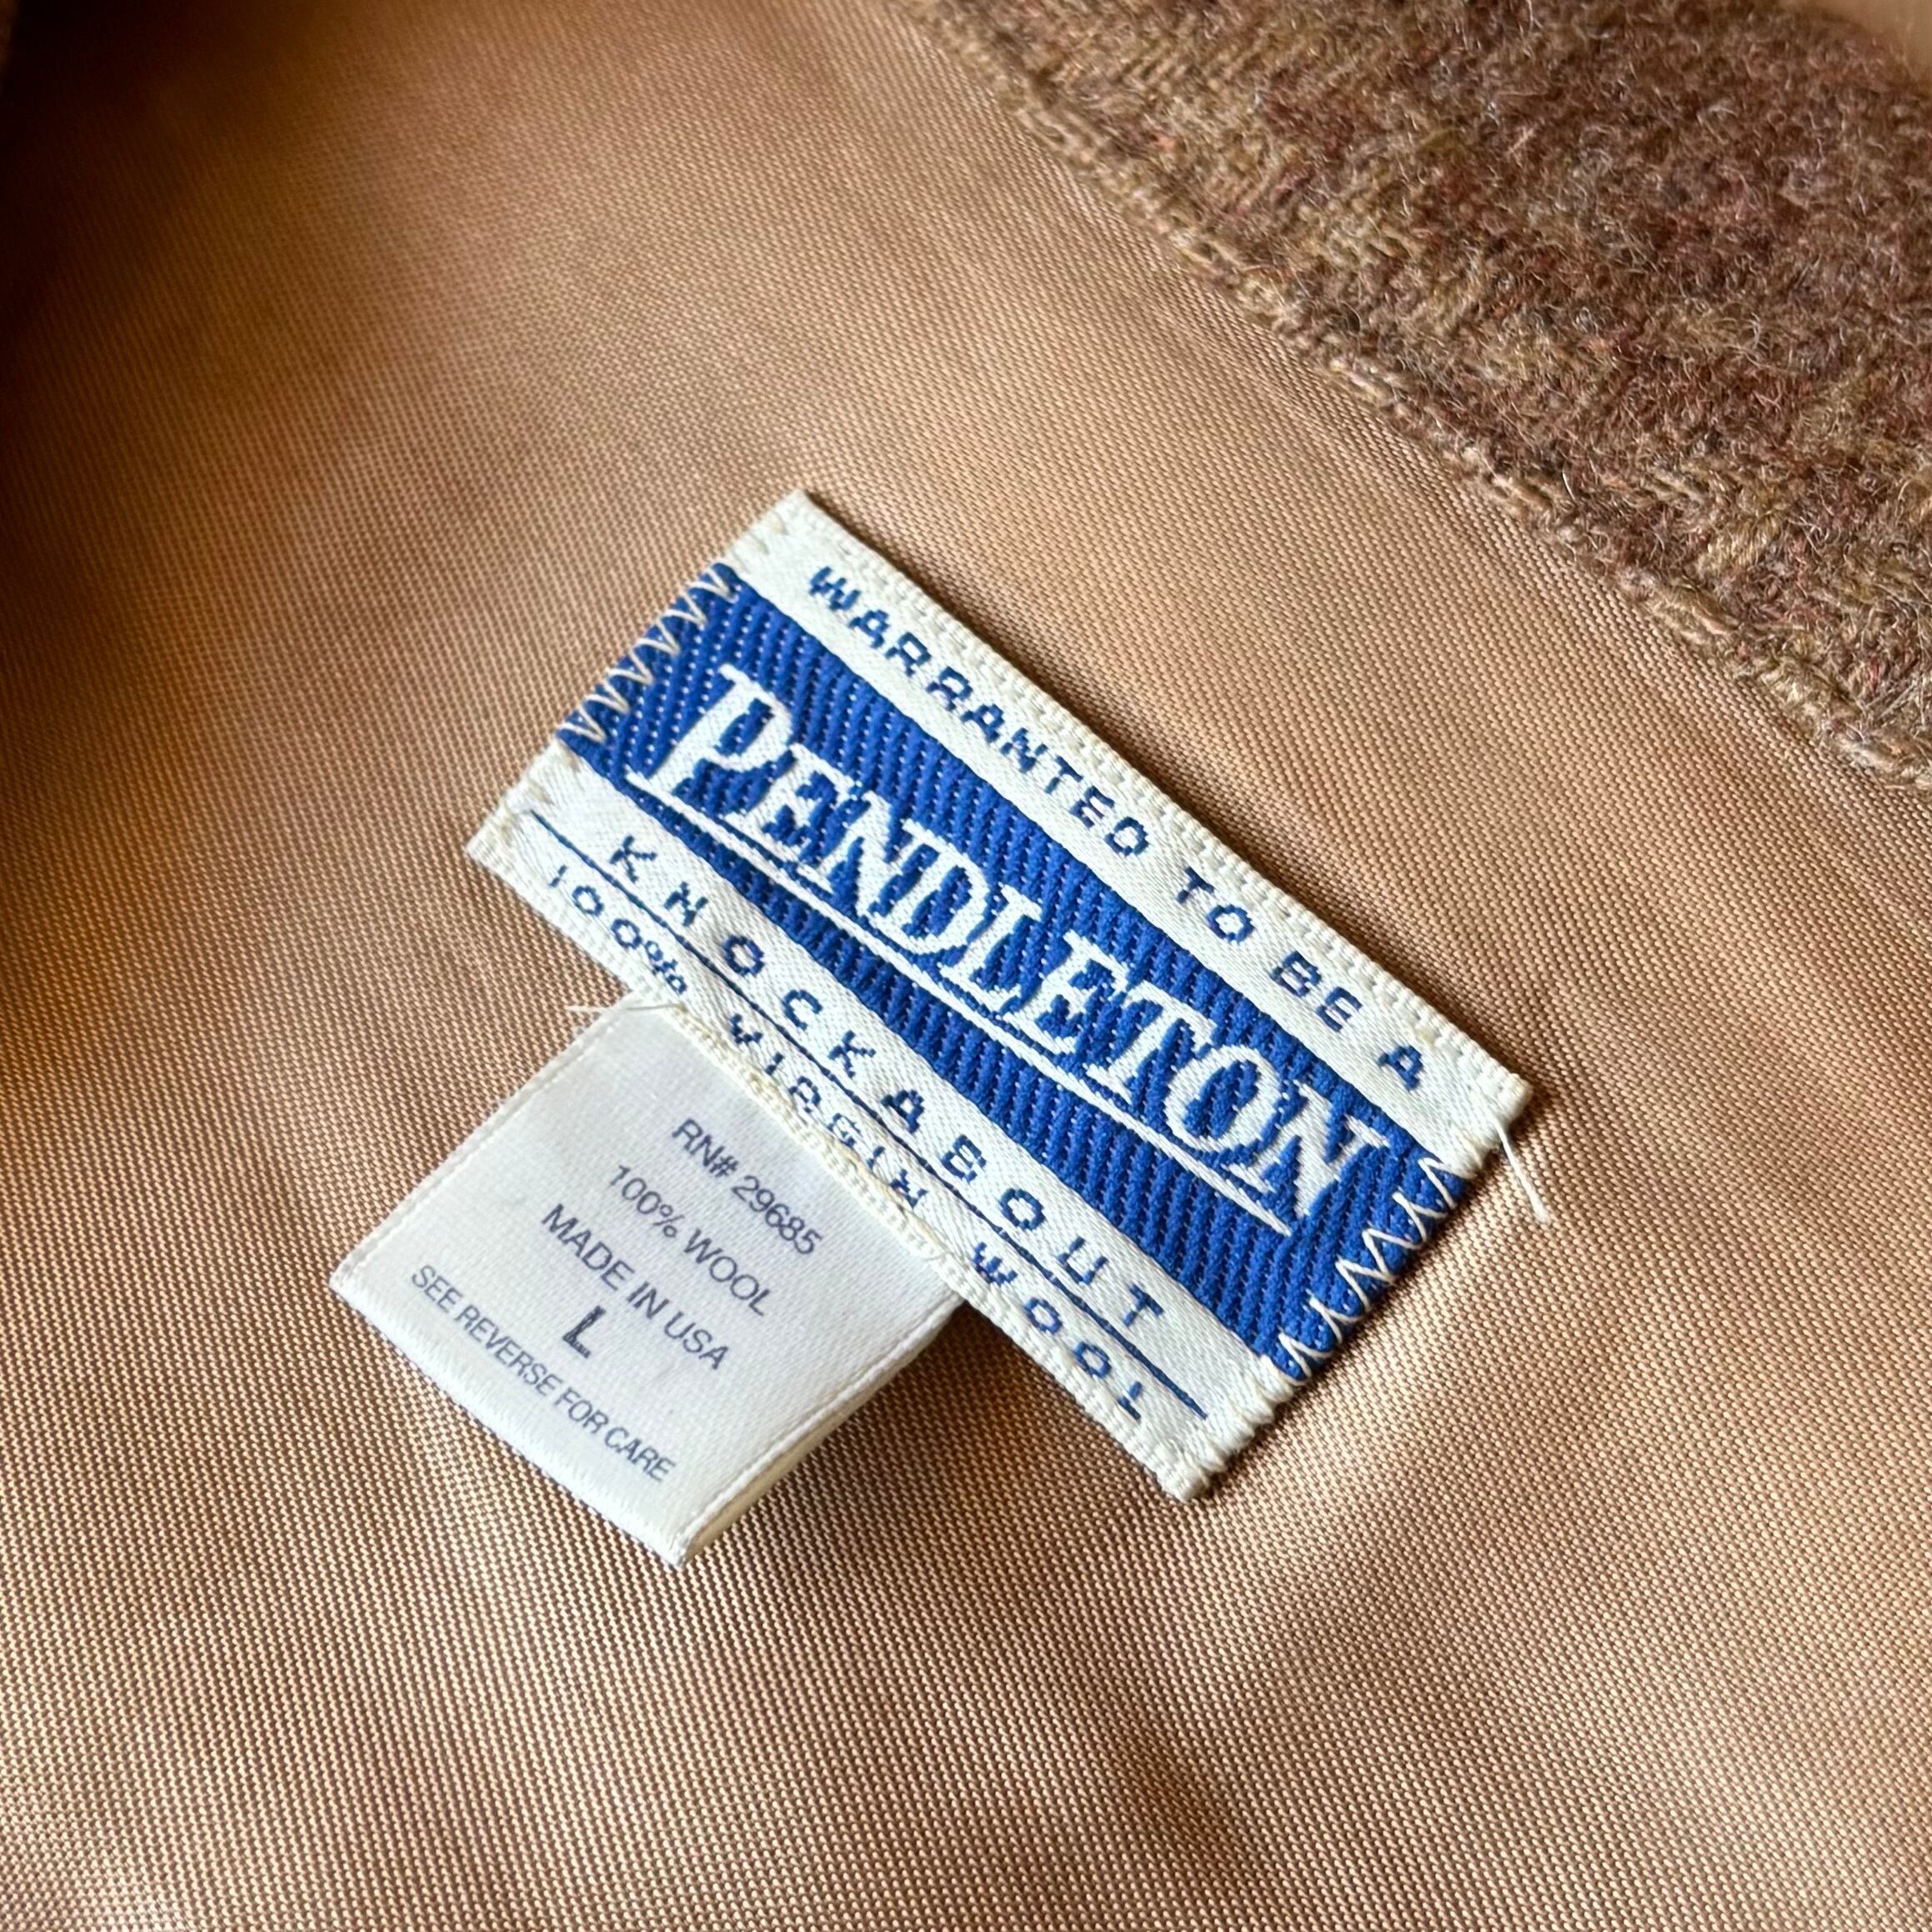 WARRANTED TO BE A
PENDLETON
KNOCKABOUT
100% VIRGIN WOOL
RN# 29685
100% WOOL
MADE IN USA
L
SEE REVERSE FOR CARE